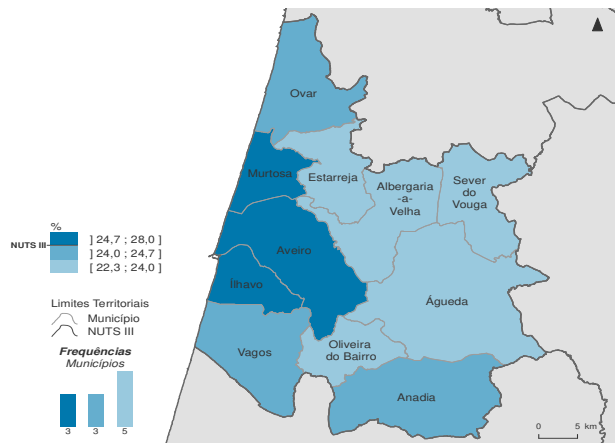 Ovar
Murtosa
Estarreja
Albergaria
-a-
Velha
Sever
do
Vouga
Aveiro
Ílhavo
Águeda
Vagos
Oliveira
do Bairro
Anadia
%
NUTS III
] 24,7 ; 28,0 ]
] 24,0 ; 24,7 ]
[ 22,3 ; 24,0 ]
Limites Territoriais
Município
NUTS III
Frequências
Municípios
3 3 5
0 5 km